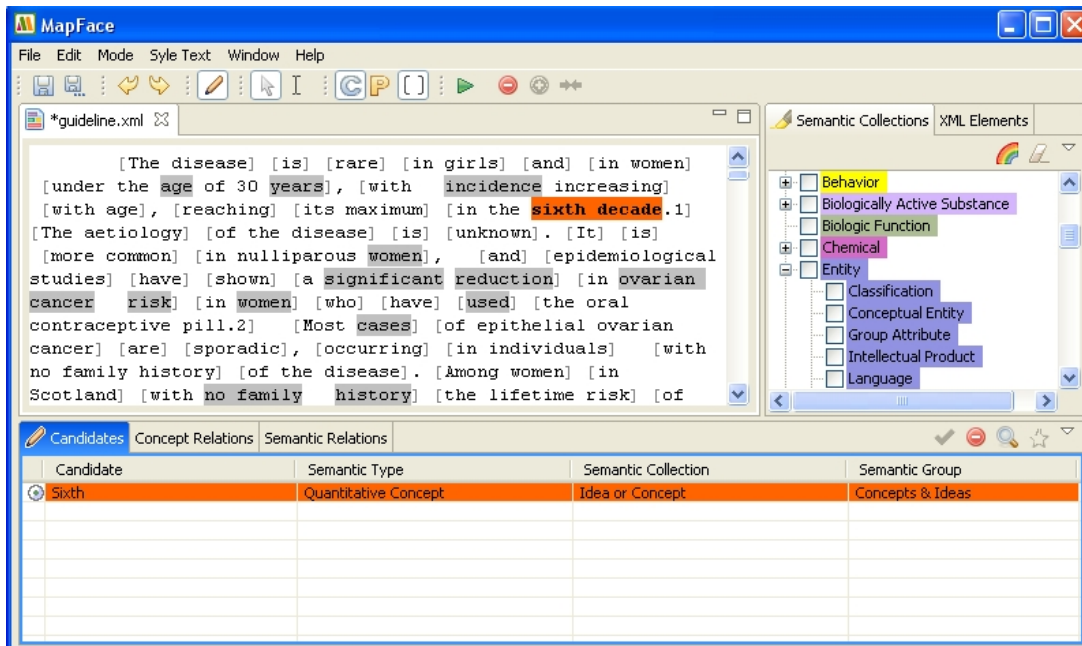 MapFace
File Edit Mode Syle Text Window Help
*guideline.xml
[The disease] [is] [rare] [in girls] [and] [in women]
[under the age of 30 years], [with incidence increasing]
[with age], [reaching] [its maximum] [in the sixth decade.1]
[The aetiology] [of the disease] [is] [unknown]. [It] [is]
[more common] [in nulliparous women], [and] [epidemiological
studies] [have] [shown] [a significant reduction] [in ovarian
cancer risk] [in women] [who] [have] [used] [the oral
contraceptive pill.2] [Most cases] [of epithelial ovarian
cancer] [are] [sporadic], [occurring] [in individuals] [with
no family history] [of the disease]. [Among women] [in
Scotland] [with no family history] [the lifetime risk] [of
Semantic Collections XML Elements
Behavior
Biologically Active Substance
Biologic Function
Chemical
Entity
Classification
Conceptual Entity
Group Attribute
Intellectual Product
Language
Candidates Concept Relations Semantic Relations
Candidate Semantic Type Semantic Collection Semantic Group
Sixth Quantitative Concept Idea or Concept Concepts & Ideas